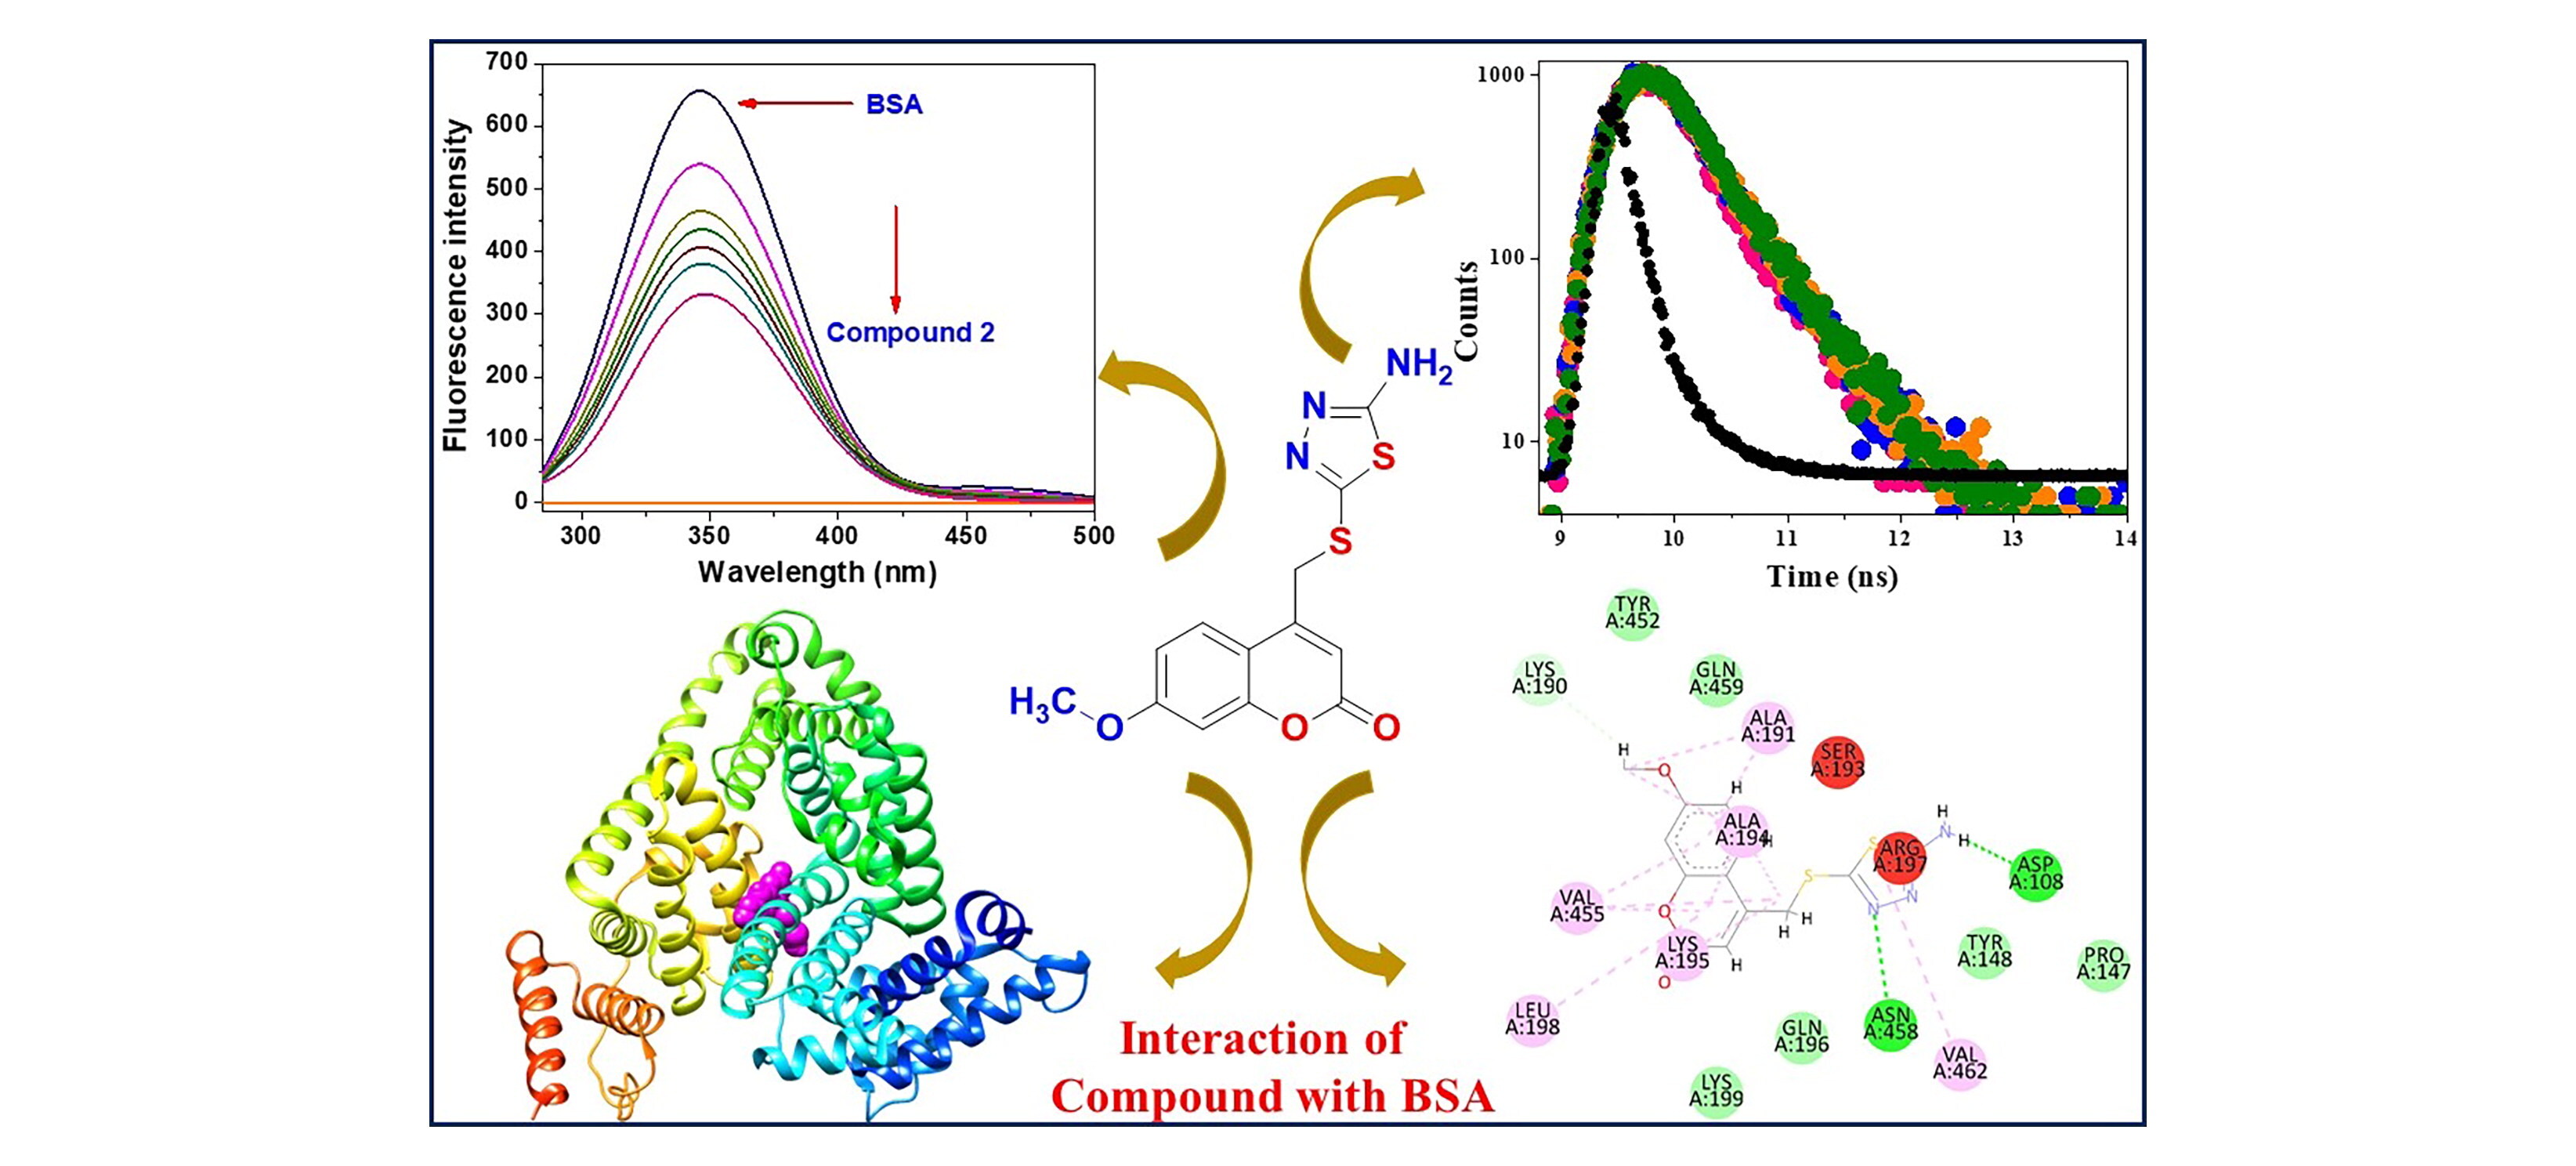 700
600
500
400
300
200
100
0
Fluorescence intensity
BSA
Compound 2
300 350 400 450 500
Wavelength (nm)
1000
100
10
Counts
9 10 11 12 13 14
Time (ns)
NH2
N
N
S
S
H3C
O
O
O
Interaction of
Compound with BSA
TYR
A:452
LYS
A:190
GLN
A:459
ALA
A:191
SER
A:193
H
O
H
ALA
A:194
H
H
N
H
S
ARG
A:197
ASP
A:108
S
N
N
VAL
A:455
O
H
H
LYS
A:195
H
O
TYR
A:148
PRO
A:147
LEU
A:198
GLN
A:196
ASN
A:458
VAL
A:462
LYS
A:199